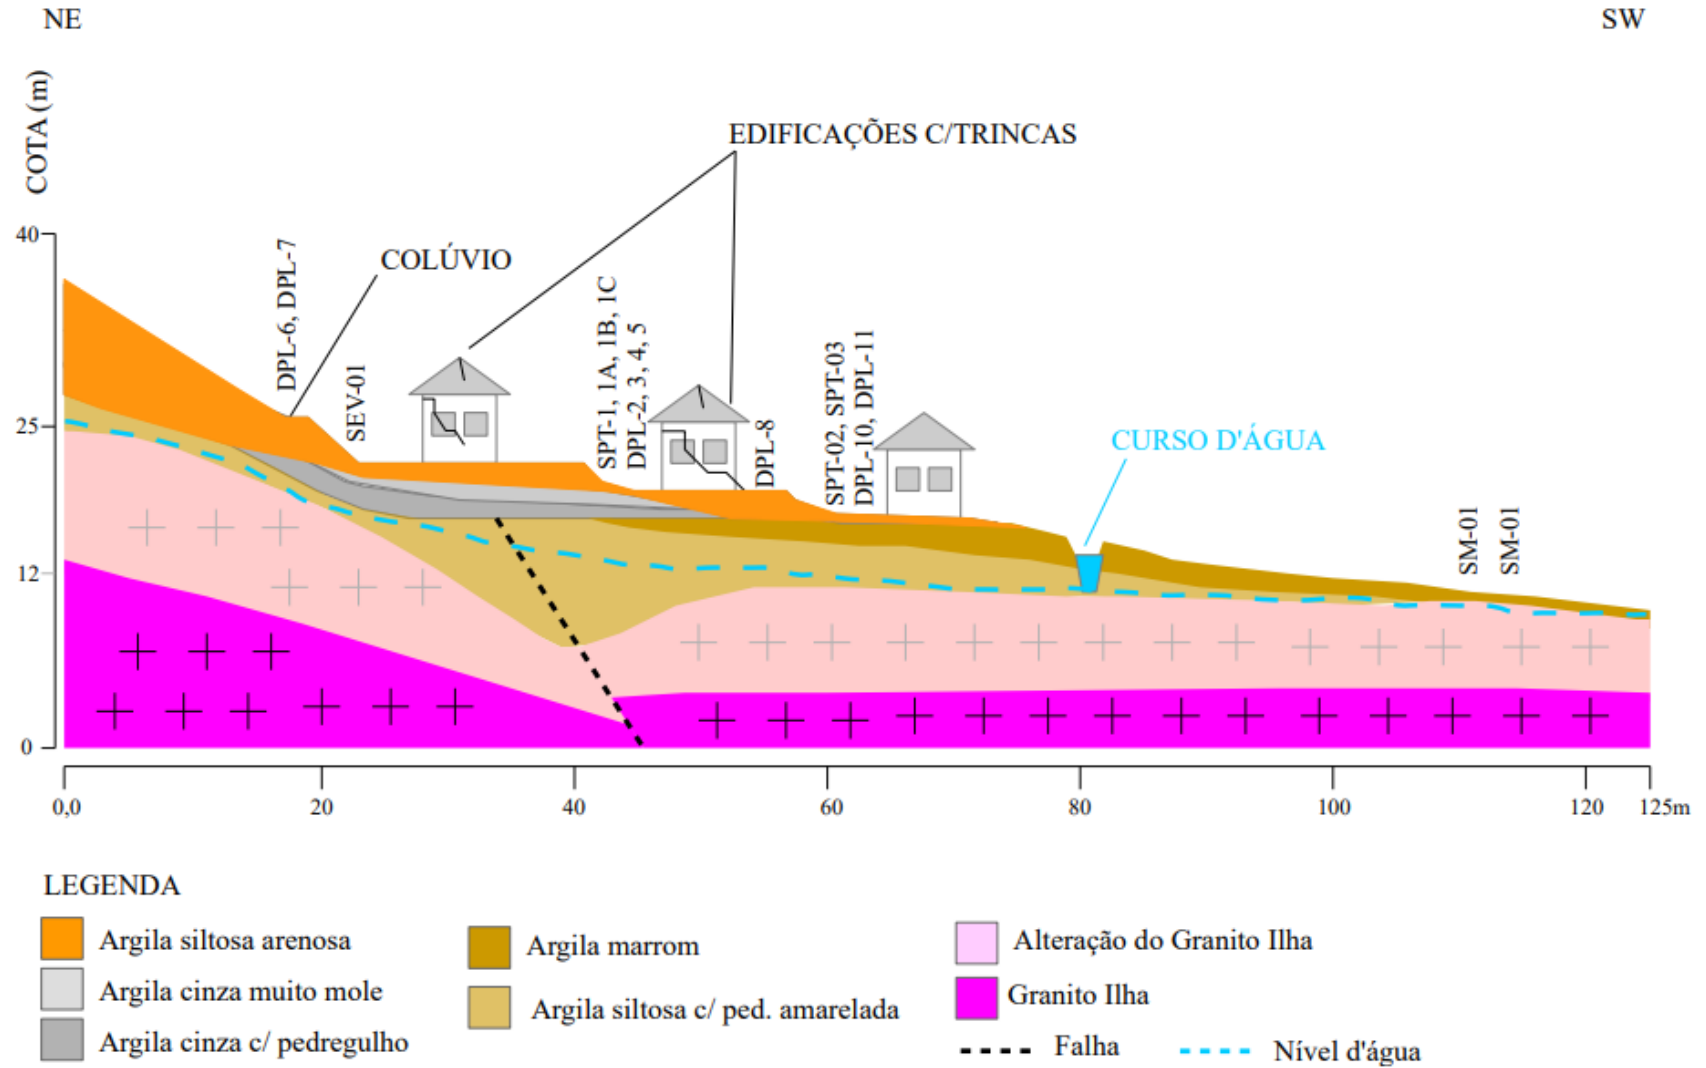 NE
SW
COTA (m)
EDIFICAÇÕES C/TRINCAS
40
COLÚVIO
DPL-6, DPL-7
SEV-01
SPT-1, 1A, 1B, 1C
DPL-2, 3, 4, 5
DPL-8
SPT-02, SPT-03
DPL-10, DPL-11
CURSO D'ÁGUA
25
SM-01
SM-01
12
0
0,0
20
40
60
80
100
120
125m
LEGENDA
Argila siltosa arenosa
Argila cinza muito mole
Argila cinza c/ pedregulho
Argila marrom
Argila siltosa c/ ped. amarelada
Alteração do Granito Ilha
Granito Ilha
Falha
Nível d'água